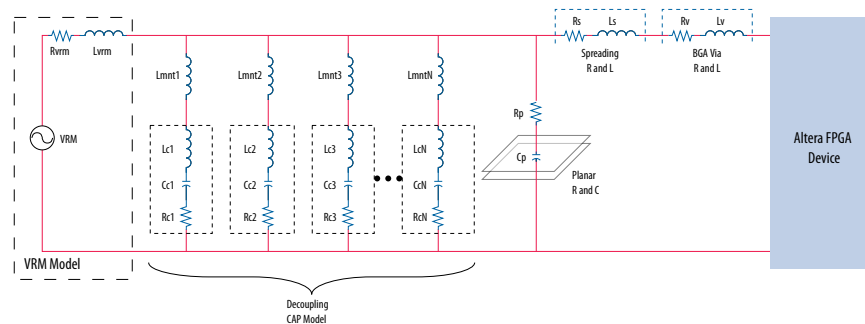 Rs
Ls
Rv
Lv
Rvrm
Lvrm
Spreading
R and L
BGA Via
R and L
Lmnt1
Lmnt2
Lmnt3
LmntN
Rp
VRM
Altera FPGA
Device
Lc1
Lc2
Lc3
LcN
Cp
Cc1
Cc2
Cc3
CcN
Planar
R and C
Rc1
Rc2
Rc3
RcN
VRM Model
Decoupling
CAP Model